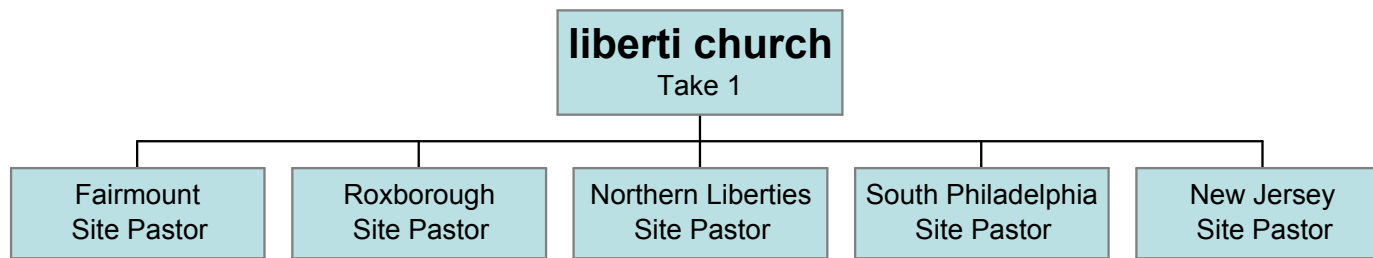 liberti church
Take 1
Fairmount
Site Pastor
Roxborough
Site Pastor
Northern Liberties
Site Pastor
South Philadelphia
Site Pastor
New Jersey
Site Pastor